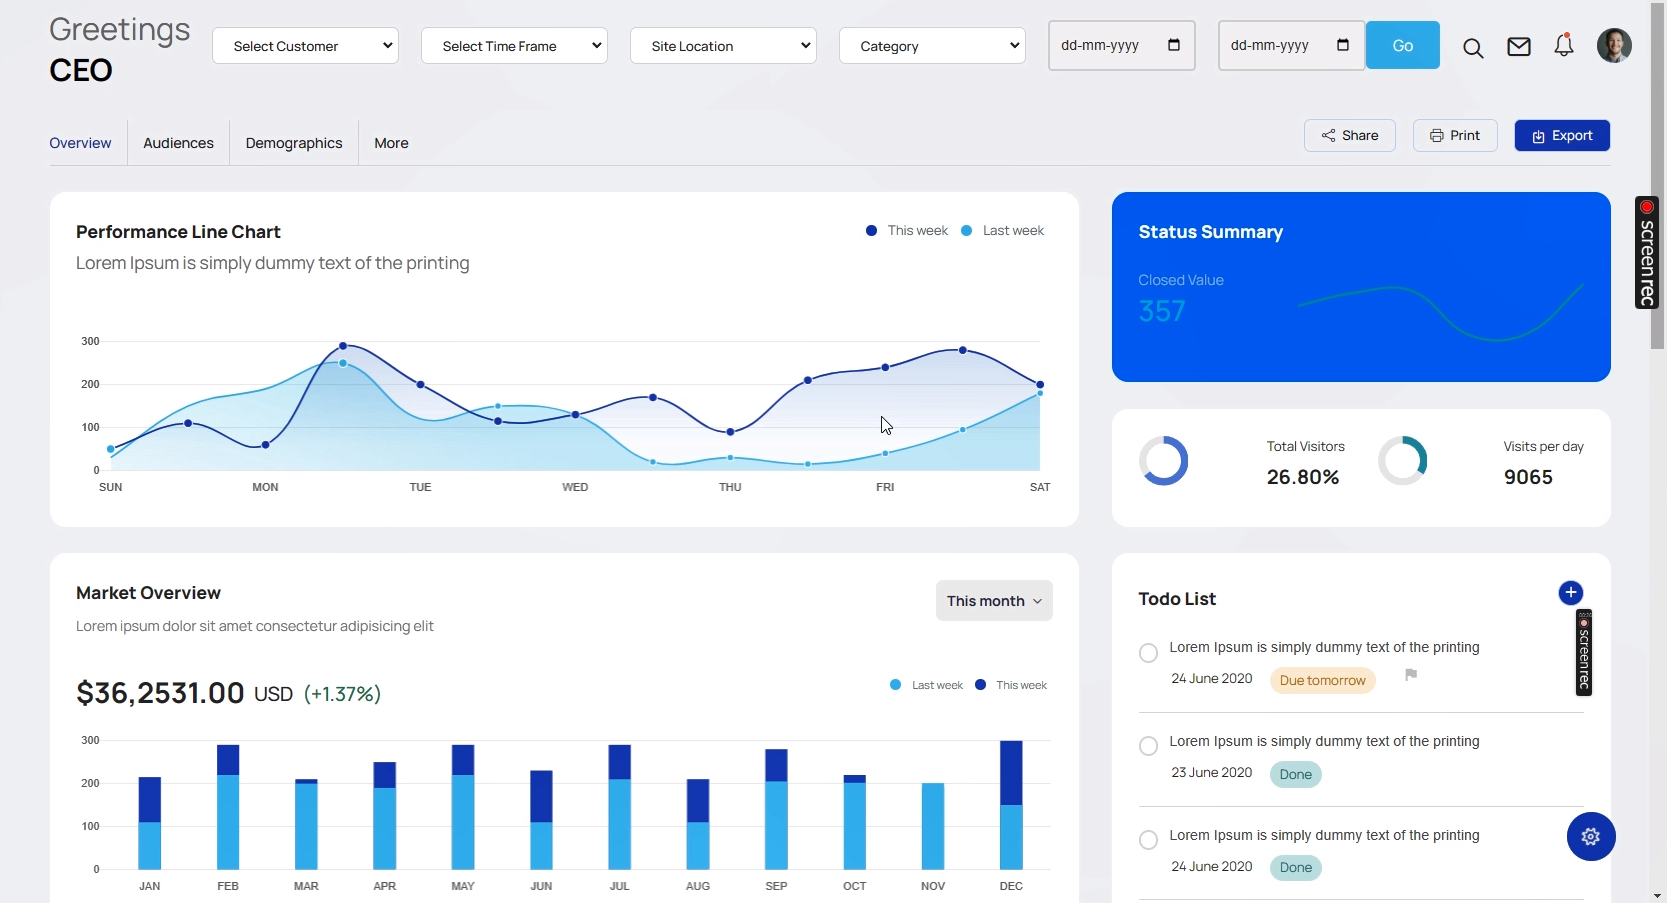 Greetings
CEO
Select Customer
Select Time Frame
Site Location
Category
dd-mm-yyyy
dd-mm-yyyy
Go
Overview
Audiences
Demographics
More
Share
Print
Export
Performance Line Chart
This week
Last week
Lorem Ipsum is simply dummy text of the printing
300
200
100
0
SUN
MON
TUE
WED
THU
FRI
SAT
Status Summary
Closed Value
357
screenrec
Total Visitors
26.80%
Visits per day
9065
Market Overview
This month
Lorem ipsum dolor sit amet consectetur adipisicing elit
$36,2531.00 USD (+1.37%)
Last week
This week
300
200
100
0
JAN
FEB
MAR
APR
MAY
JUN
JUL
AUG
SEP
OCT
NOV
DEC
Todo List
+
Lorem Ipsum is simply dummy text of the printing
24 June 2020
Due tomorrow
screenrec
Lorem Ipsum is simply dummy text of the printing
23 June 2020
Done
Lorem Ipsum is simply dummy text of the printing
24 June 2020
Done